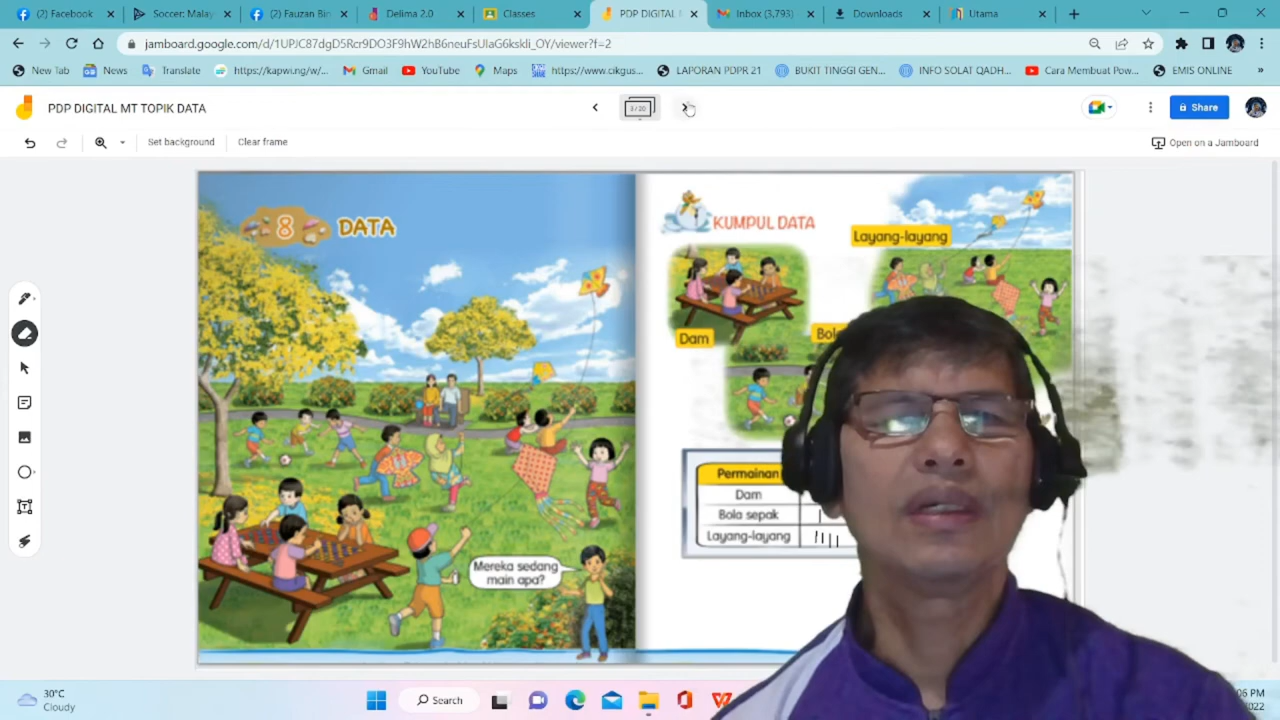 (2) Facebook
Soccer: Malay
(2) Fauzan Bin
Delima 2.0
Classes
PDP DIGITAL M
Inbox (3,793)
Downloads
Utama
jamboard.google.com/d/1UPJC87dgD5Rcr9DO3F9hW2hB6neuFsUlaG6kskli_OY/viewer?f=2
New Tab
News
Translate
https://kapwi.ng/w/...
Gmail
YouTube
Maps
https://www.cikgus...
LAPORAN PDPR 21
BUKIT TINGGI GEN...
INFO SOLAT QADH...
Cara Membuat Pow...
EMIS ONLINE
»
PDP DIGITAL MT TOPIK DATA
3 / 20
Share
Set background
Clear frame
Open on a Jamboard
8 DATA
Mereka sedang
main apa?
1 KUMPUL DATA
Layang-layang
Dam
Permainan
Dam
Bola sepak
Layang-layang
30°C
Cloudy
Search